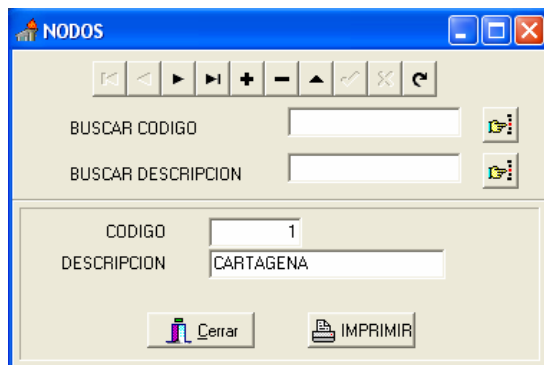 NODOS
BUSCAR CODIGO
BUSCAR DESCRIPCION
CODIGO 1
DESCRIPCION CARTAGENA
Cerrar IMPRIMIR